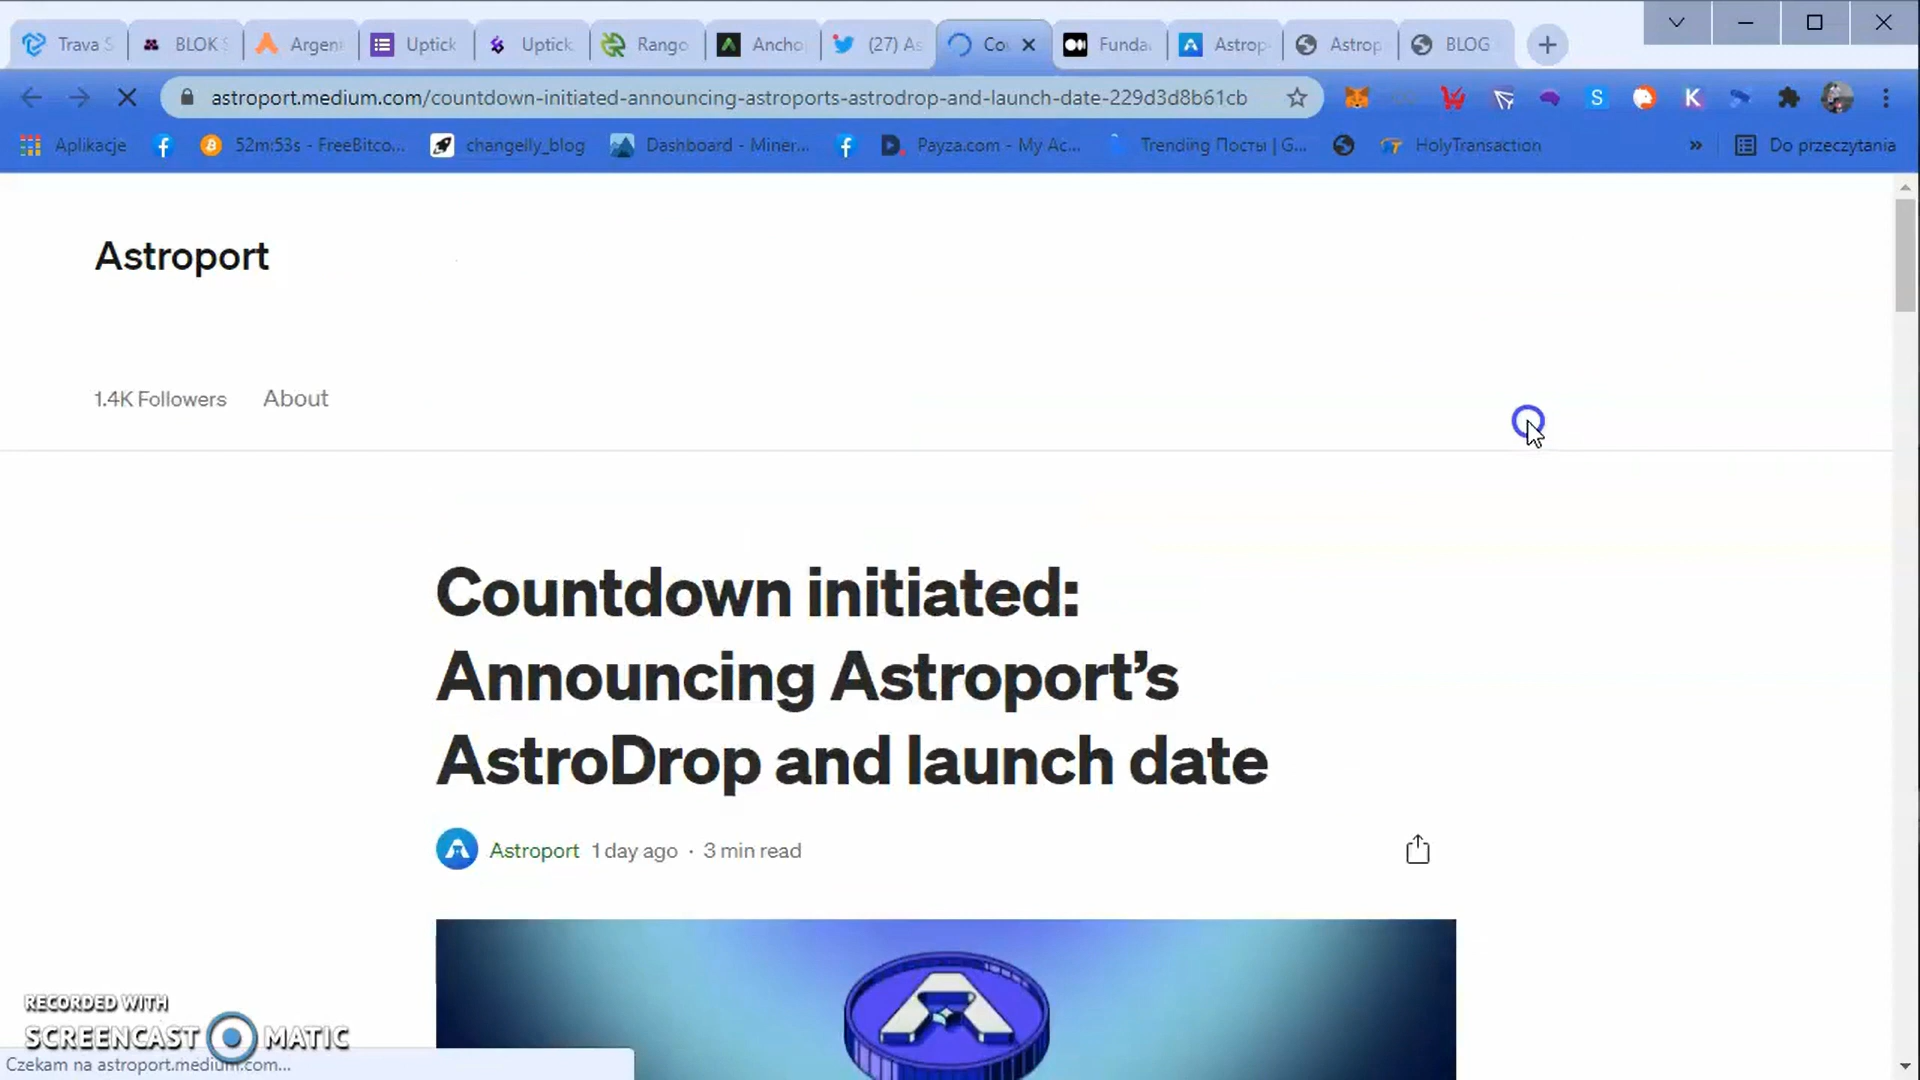 Trava S
BLOK S
Argen
Uptick
Uptick
Rango
Ancho
(27) As
Co
Funda
Astrop
Astrop
BLOG
astroport.medium.com/countdown-initiated-announcing-astroports-astrodrop-and-launch-date-229d3d8b61cb
Aplikacje
52m:53s - FreeBitco...
changelly_blog
Dashboard - Miner...
Payza.com - My Ac...
Trending Посты | G...
HolyTransaction
»
Do przeczytania
Astroport
1.4K Followers
About
Countdown initiated:
Announcing Astroport’s
AstroDrop and launch date
Astroport 1 day ago · 3 min read
RECORDED WITH
SCREENCAST MATIC
Czekam na astroport.medium.com...